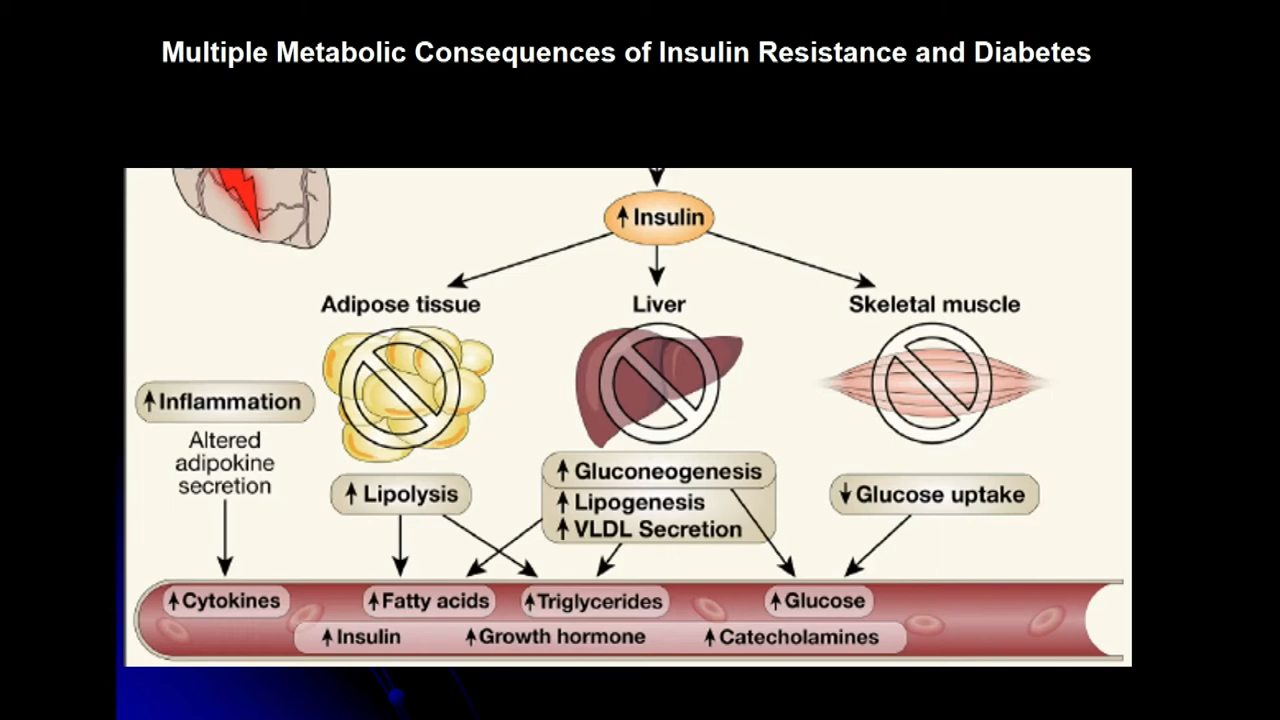 Multiple Metabolic Consequences of Insulin Resistance and Diabetes
↑Insulin
Adipose tissue
Liver
Skeletal muscle
↑Inflammation
Altered
adipokine
secretion
↑Lipolysis
↑Gluconeogenesis
↑Lipogenesis
↑VLDL Secretion
↓Glucose uptake
↑Cytokines
↑Fatty acids
↑Triglycerides
↑Glucose
↑Insulin
↑Growth hormone
↑Catecholamines